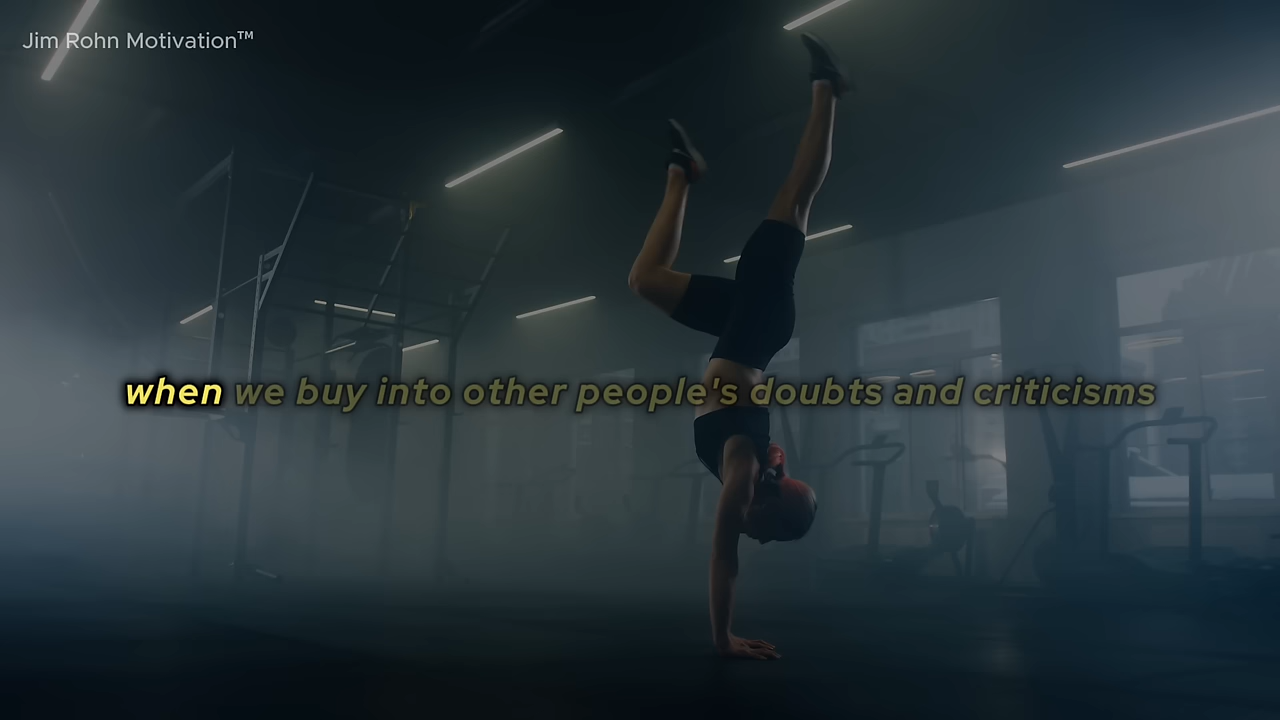 Jim Rohn Motivation™
when we buy into other people's doubts and criticisms